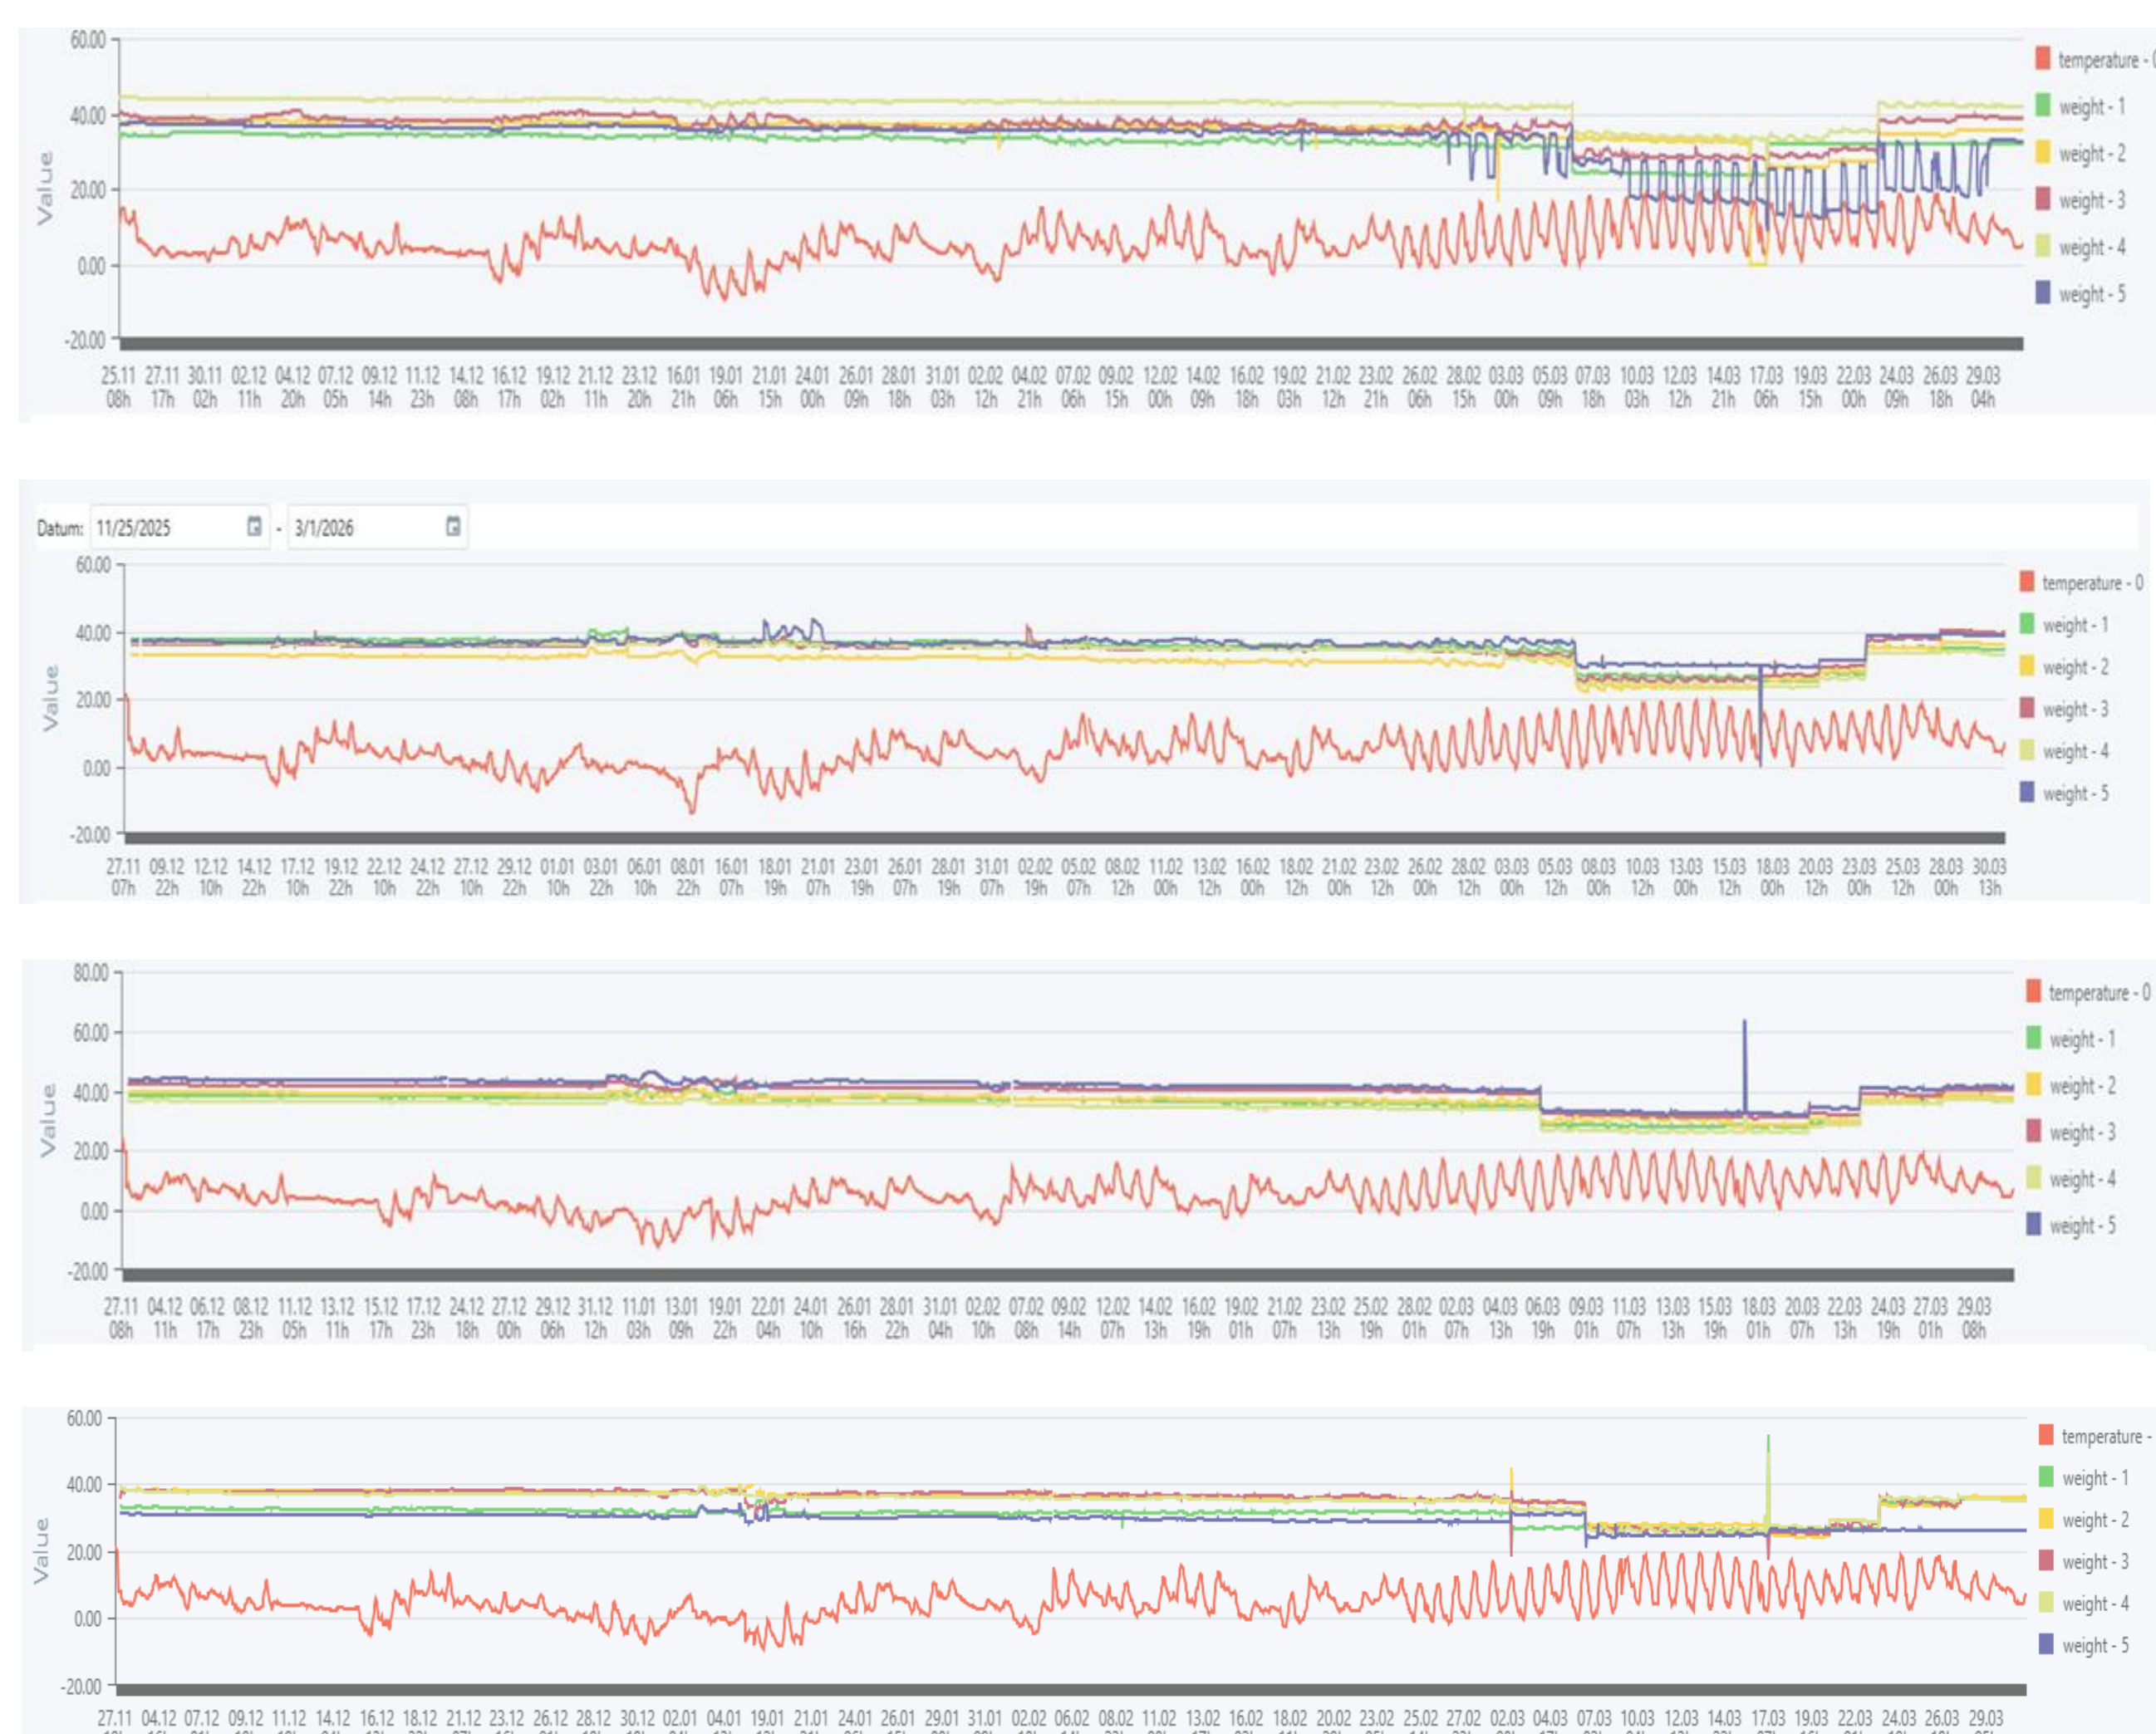 60.00
40.00
20.00
0.00
-20.00
Value
25.11 27.11 30.11 02.12 04.12 07.12 09.12 11.12 14.12 16.12 19.12 21.12 23.12 16.01 19.01 21.01 24.01 26.01 28.01 31.01 02.02 04.02 07.02 09.02 12.02 14.02 16.02 19.02 21.02 23.02 26.02 28.02 03.03 05.03 07.03 10.03 12.03 14.03 17.03 19.03 22.03 24.03 26.03 29.03
08h 17h 02h 11h 20h 05h 14h 23h 08h 17h 02h 11h 20h 21h 06h 15h 00h 09h 18h 03h 12h 21h 06h 15h 00h 09h 18h 03h 12h 21h 06h 15h 00h 09h 18h 03h 12h 21h 06h 15h 00h 09h 18h 04h
temperature - 0
weight - 1
weight - 2
weight - 3
weight - 4
weight - 5
Datum: 11/25/2025 - 3/1/2026
60.00
40.00
20.00
0.00
-20.00
Value
27.11 09.12 12.12 14.12 17.12 19.12 22.12 24.12 27.12 29.12 01.01 03.01 06.01 08.01 16.01 18.01 21.01 23.01 26.01 28.01 31.01 02.02 05.02 08.02 11.02 13.02 16.02 18.02 21.02 23.02 26.02 28.02 03.03 05.03 08.03 10.03 13.03 15.03 18.03 20.03 23.03 25.03 28.03 30.03
07h 22h 10h 22h 10h 22h 10h 22h 10h 22h 10h 22h 10h 22h 07h 19h 07h 19h 07h 19h 07h 19h 07h 12h 00h 12h 00h 12h 00h 12h 00h 12h 00h 12h 00h 12h 00h 12h 00h 12h 00h 12h 00h 13h
temperature - 0
weight - 1
weight - 2
weight - 3
weight - 4
weight - 5
80.00
60.00
40.00
20.00
0.00
-20.00
Value
27.11 04.12 06.12 08.12 11.12 13.12 15.12 17.12 24.12 27.12 29.12 31.12 11.01 13.01 19.01 22.01 24.01 26.01 28.01 31.01 02.02 07.02 09.02 12.02 14.02 16.02 19.02 21.02 23.02 25.02 28.02 02.03 04.03 06.03 09.03 11.03 13.03 15.03 18.03 20.03 22.03 24.03 27.03 29.03
08h 11h 17h 23h 05h 11h 17h 23h 18h 00h 06h 12h 03h 09h 22h 04h 10h 16h 22h 04h 10h 08h 14h 07h 13h 19h 01h 07h 13h 19h 01h 07h 13h 19h 01h 07h 13h 19h 01h 07h 13h 19h 01h 08h
temperature - 0
weight - 1
weight - 2
weight - 3
weight - 4
weight - 5
60.00
40.00
20.00
0.00
-20.00
Value
27.11 04.12 07.12 09.12 11.12 14.12 16.12 18.12 21.12 23.12 26.12 28.12 30.12 02.01 04.01 19.01 21.01 24.01 26.01 29.01 31.01 02.02 06.02 08.02 11.02 13.02 16.02 18.02 20.02 23.02 25.02 27.02 02.03 04.03 07.03 10.03 12.03 14.03 17.03 19.03 22.03 24.03 26.03 29.03
temperature -
weight - 1
weight - 2
weight - 3
weight - 4
weight - 5